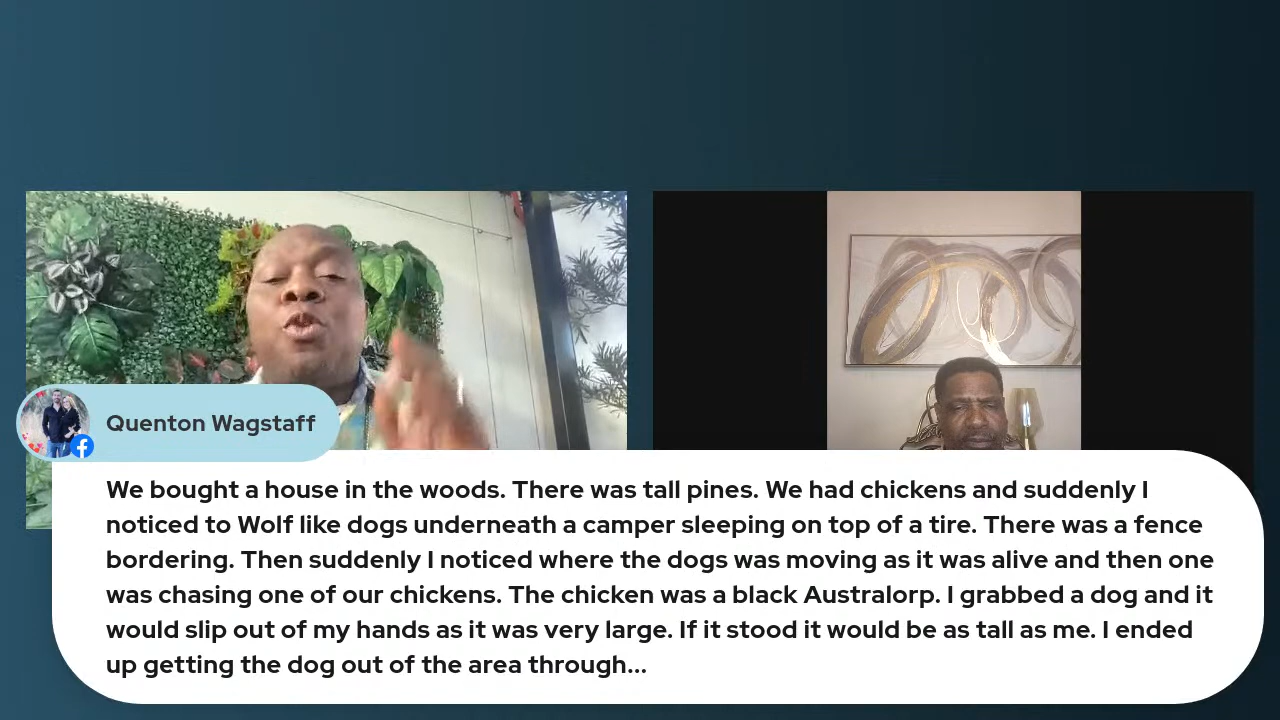 Quenton Wagstaff
We bought a house in the woods. There was tall pines. We had chickens and suddenly I
noticed to Wolf like dogs underneath a camper sleeping on top of a tire. There was a fence
bordering. Then suddenly I noticed where the dogs was moving as it was alive and then one
was chasing one of our chickens. The chicken was a black Australorp. I grabbed a dog and it
would slip out of my hands as it was very large. If it stood it would be as tall as me. I ended
up getting the dog out of the area through...